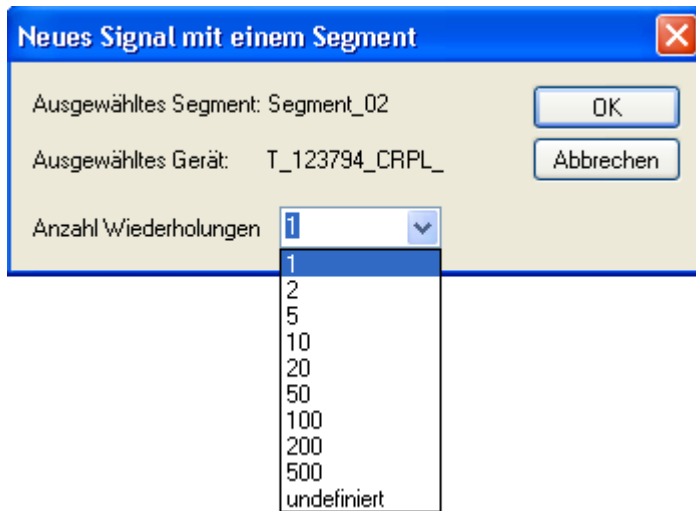 Neues Signal mit einem Segment
Ausgewähltes Segment: Segment_02
OK
Ausgewähltes Gerät: T_123794_CRPL_
Abbrechen
Anzahl Wiederholungen 1
1
2
5
10
20
50
100
200
500
undefiniert